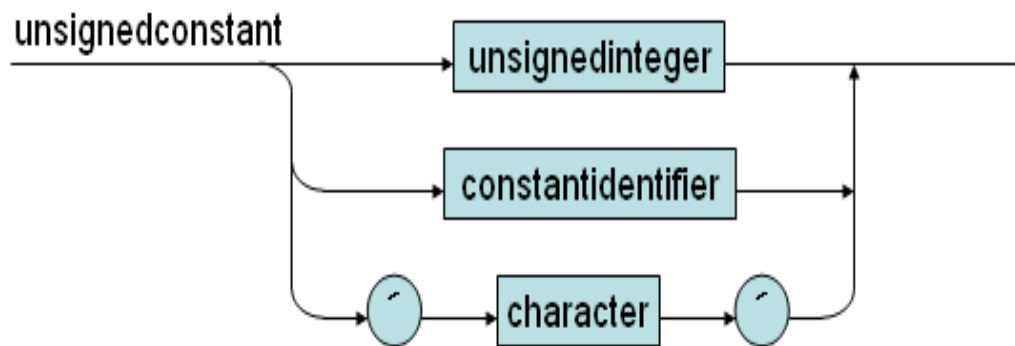 unsignedconstant
unsignedinteger
constantidentifier
´ character ´